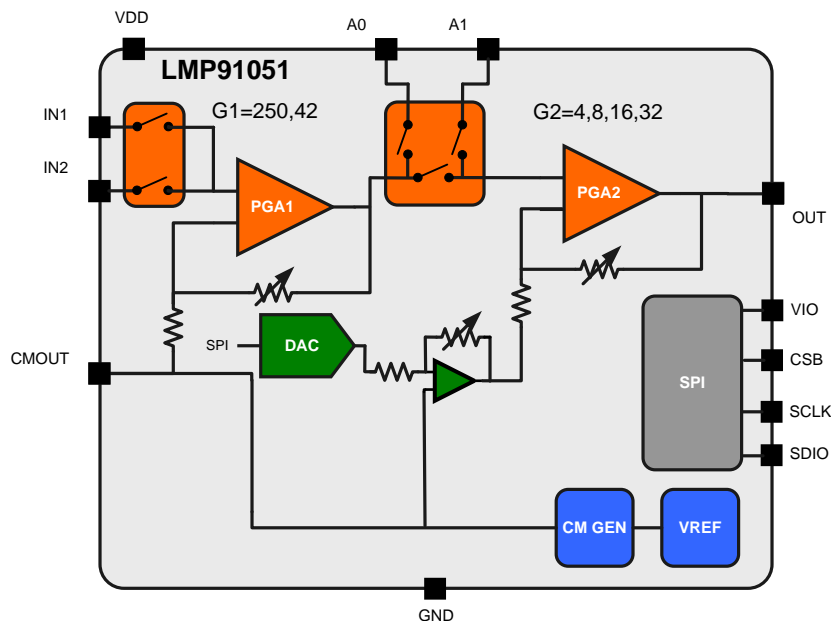 VDD
A0
A1
LMP91051
IN1
G1=250,42
G2=4,8,16,32
IN2
PGA1
PGA2
OUT
VIO
SPI
DAC
CMOUT
CSB
SPI
SCLK
SDIO
CM GEN
VREF
GND